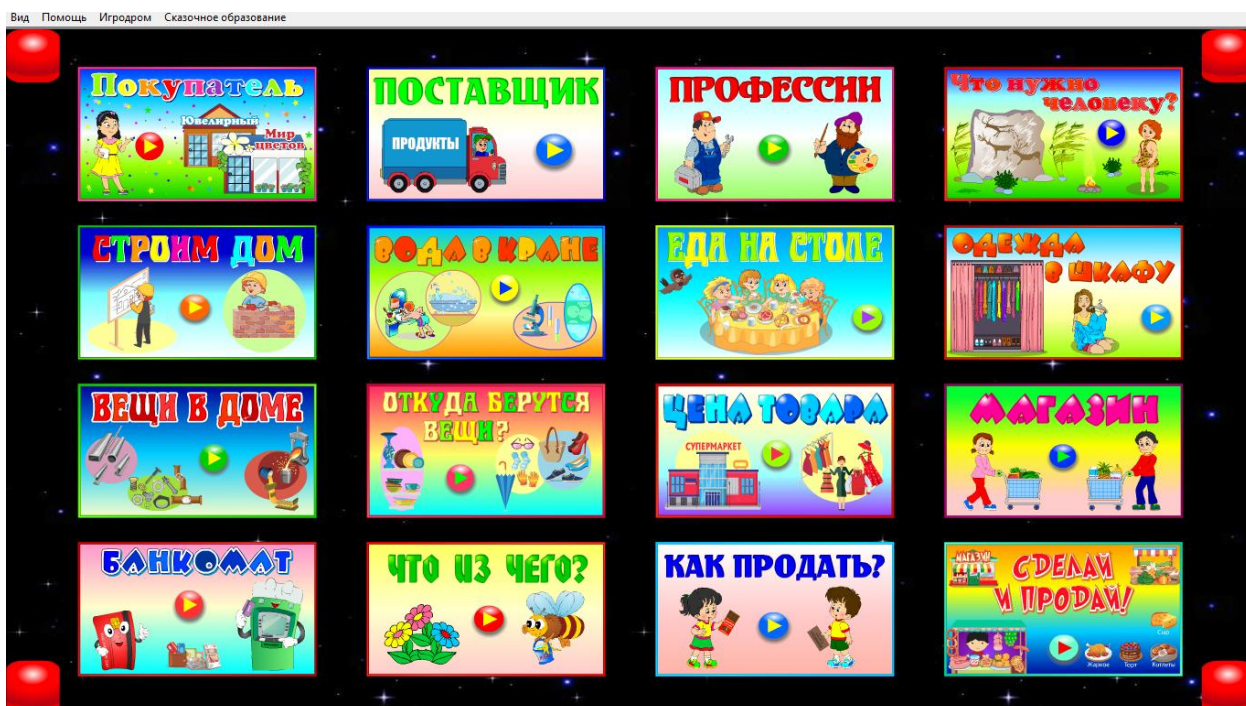 Вид Помощь Игродром Сказочное образование
Покупатель
Ювелирный
Мир
цветов
ПОСТАВЩИК
ПРОДУКТЫ
ПРОФЕССИИ
Что нужно
человеку?
СТРОИМ ДОМ
ВОДА В КРАНЕ
ЕДА НА СТОЛЕ
ОДЕЖДА
В ШКАФУ
ВЕЩИ В ДОМЕ
ОТКУДА БЕРУТСЯ
ВЕЩИ?
ЦЕНА ТОВАРА
СУПЕРМАРКЕТ
МАГАЗИН
БАНКОМАТ
ЧТО ИЗ ЧЕГО?
КАК ПРОДАТЬ?
МАГАЗИН
СДЕЛАЙ
И ПРОДАЙ!
Сыр
Жаркое Торт Котлеты